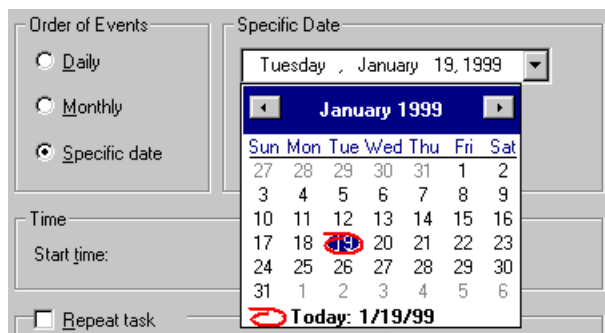 Order of Events
Daily
Monthly
Specific date
Specific Date
Tuesday , January 19, 1999
January 1999
Sun Mon Tue Wed Thu Fri Sat
27 28 29 30 31 1 2
3 4 5 6 7 8 9
10 11 12 13 14 15 16
17 18 19 20 21 22 23
24 25 26 27 28 29 30
31 1 2 3 4 5 6
Today: 1/19/99
Time
Start time:
Repeat task